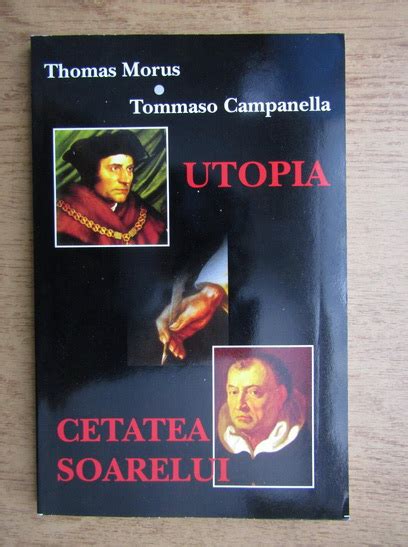 Thomas Morus
Tommaso Campanella
UTOPIA
CETATEA
SOARELUI